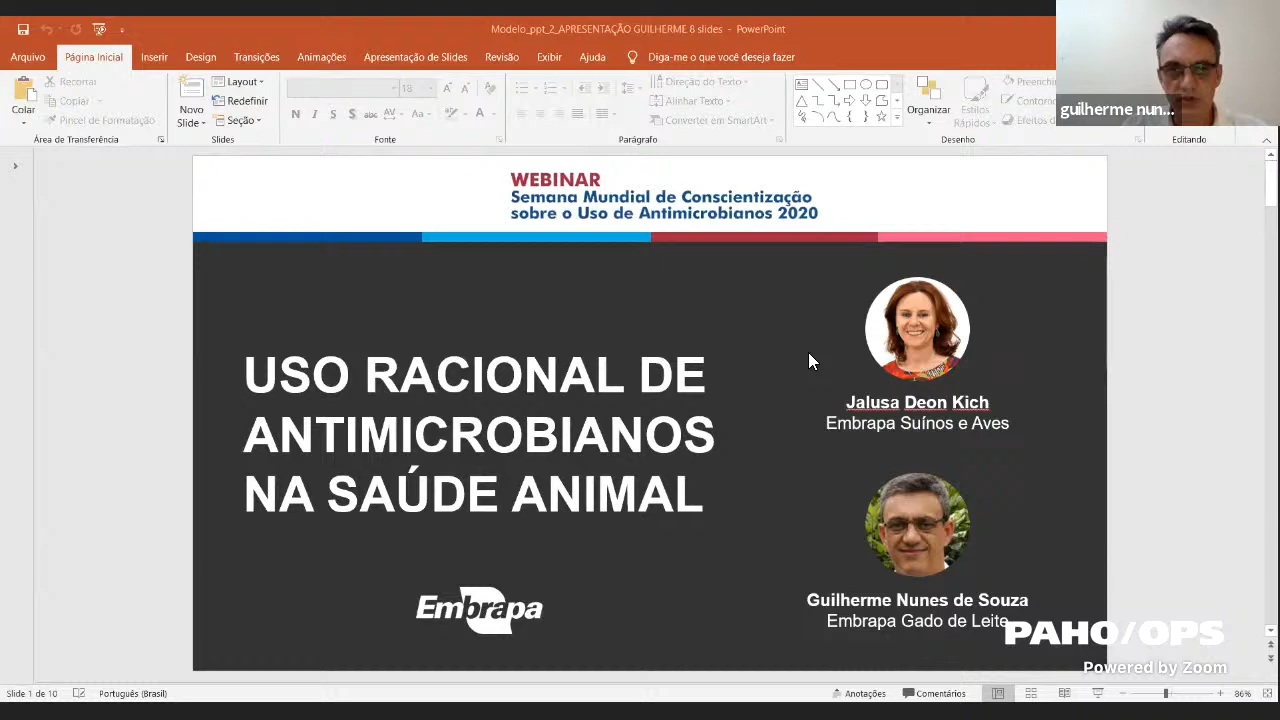 Modelo_ppt_2_APRESENTAÇÃO GUILHERME 8 slides - PowerPoint
Arquivo
Página Inicial
Inserir
Design
Transições
Animações
Apresentação de Slides
Revisão
Exibir
Ajuda
Diga-me o que você deseja fazer
Colar
Recortar
Copiar
Pincel de Formatação
Área de Transferência
Novo
Slide
Layout
Redefinir
Seção
Slides
18
N I S abc AV Aa A
Fonte
Direção do Texto
Alinhar Texto
Converter em SmartArt
Parágrafo
Organizar
Estilos
Rápidos
Desenho
Editando
guilherme nun...
WEBINAR
Semana Mundial de Conscientização
sobre o Uso de Antimicrobianos 2020
USO RACIONAL DE
ANTIMICROBIANOS
NA SAÚDE ANIMAL
Embrapa
Jalusa Deon Kich
Embrapa Suínos e Aves
Guilherme Nunes de Souza
Embrapa Gado de Leite
PAHO/OPS
Powered by Zoom
Slide 1 de 10
Português (Brasil)
Anotações
Comentários
86%